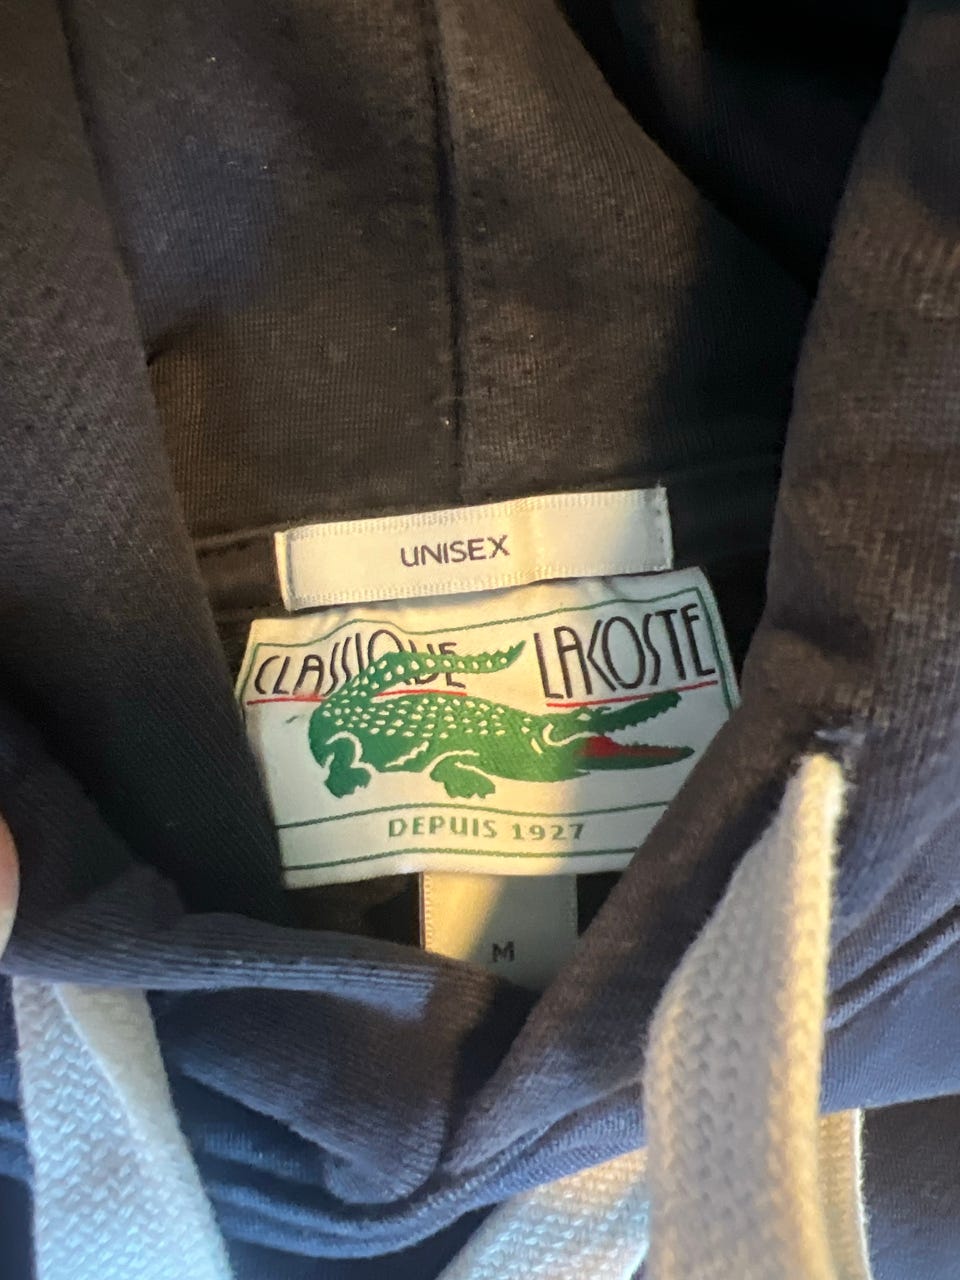 UNISEX
CLASSIQUE LACOSTE
DEPUIS 1927
M